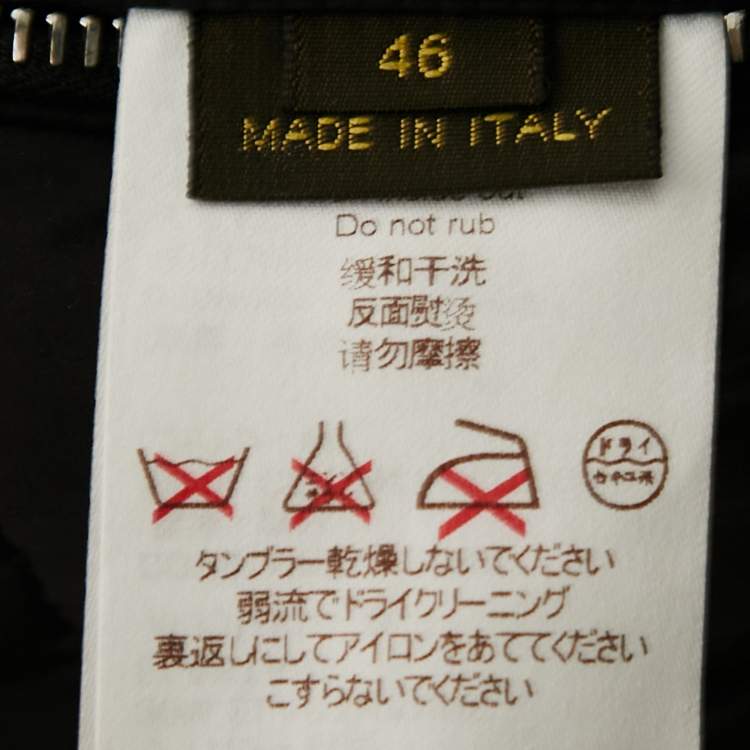 46
MADE IN ITALY
Do not rub
缓和干洗
反面熨烫
请勿摩擦
ドライ
タンブラー乾燥しないでください
弱流でドライクリーニング
裏返しにしてアイロンをあててください
こすらないでください